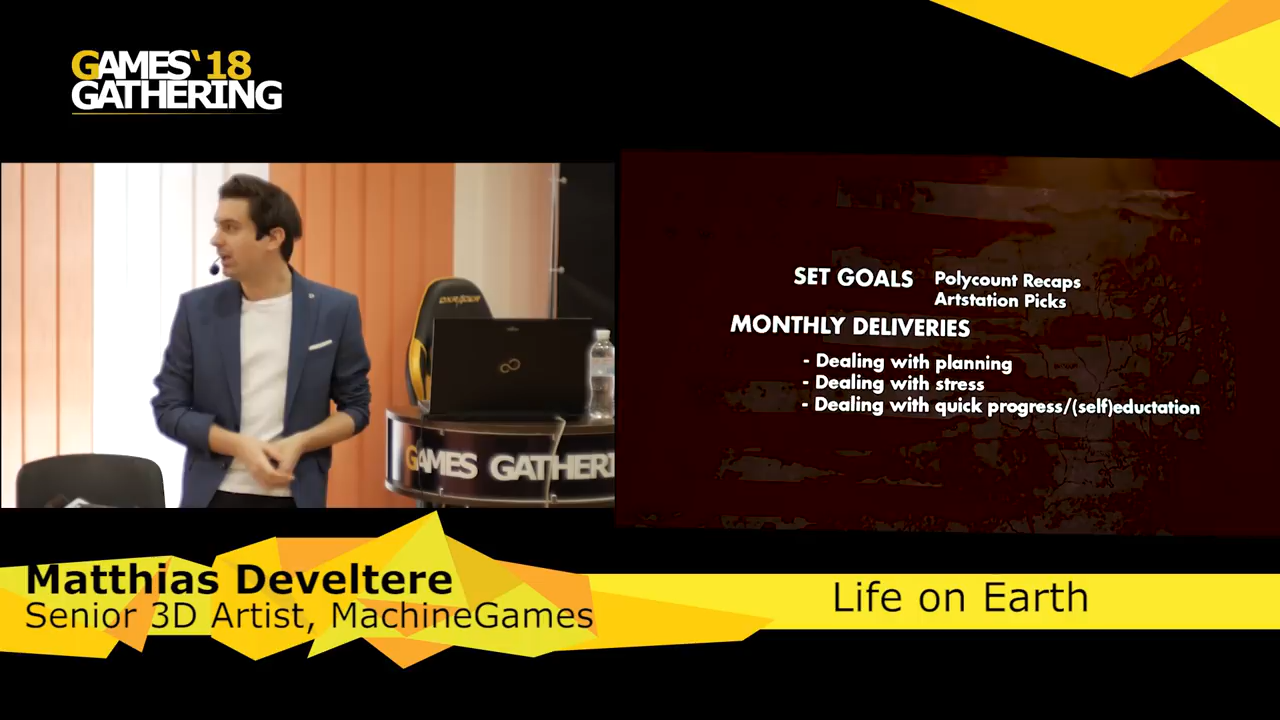 GAMES'18
GATHERING
DXRACER
GAMES GATHERI
SET GOALS Polycount Recaps
Artstation Picks
MONTHLY DELIVERIES
- Dealing with planning
- Dealing with stress
- Dealing with quick progress/(self)eductation
Matthias Develtere
Senior 3D Artist, MachineGames
Life on Earth